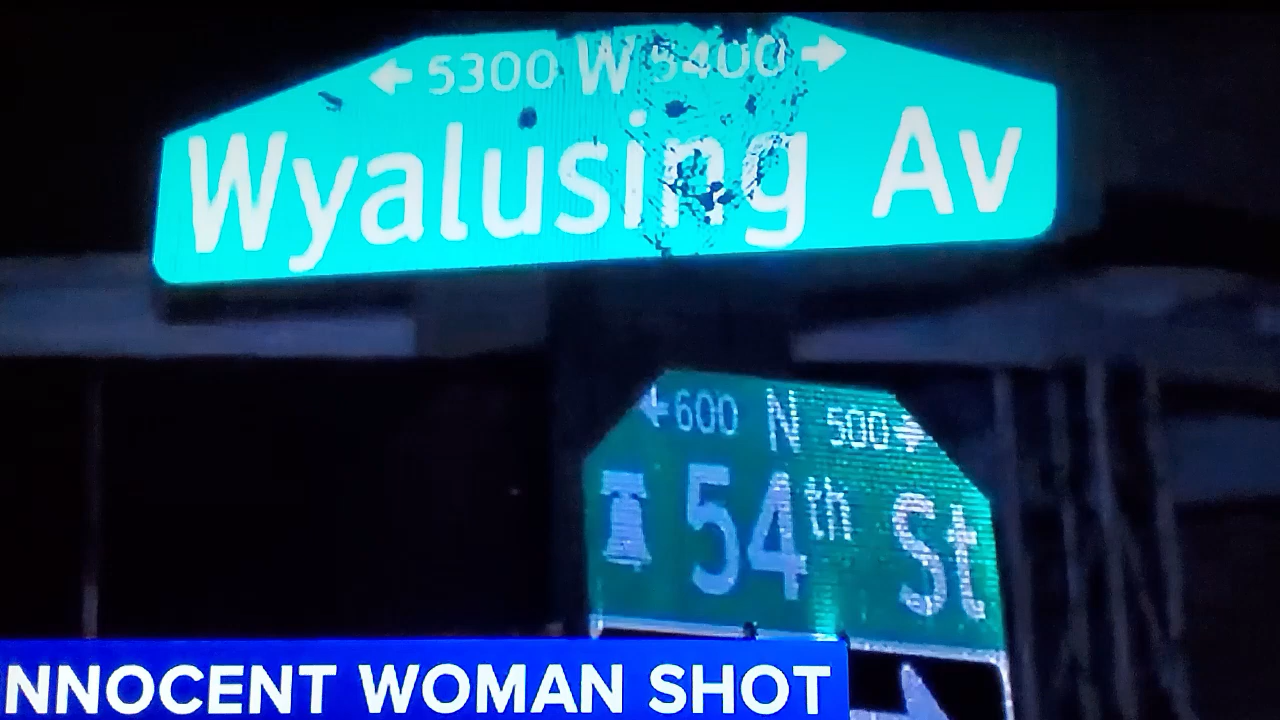 ← 5300 W 5400 →
Wyalusing Av
← 600 N 500 →
54th St
NNOCENT WOMAN SHOT